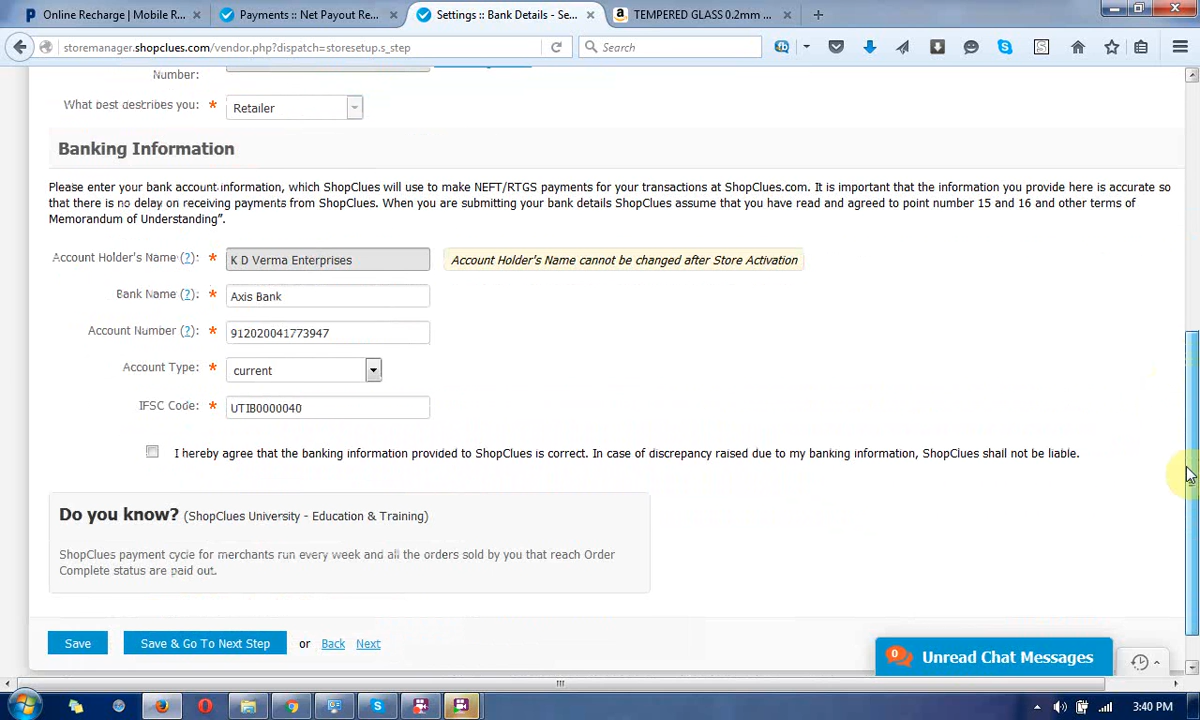 Online Recharge | Mobile R... ×
Payments :: Net Payout Re... ×
Settings :: Bank Details - Se... ×
TEMPERED GLASS 0.2mm ... ×
storemanager.shopclues.com/vendor.php?dispatch=storesetup.s_step
Search
Number:
What best describes you: * Retailer
Banking Information
Please enter your bank account information, which ShopClues will use to make NEFT/RTGS payments for your transactions at ShopClues.com. It is important that the information you provide here is accurate so
that there is no delay on receiving payments from ShopClues. When you are submitting your bank details ShopClues assume that you have read and agreed to point number 15 and 16 and other terms of
Memorandum of Understanding”.
Account Holder's Name (?): * K D Verma Enterprises
Account Holder's Name cannot be changed after Store Activation
Bank Name (?): * Axis Bank
Account Number (?): * 912020041773947
Account Type: * current
IFSC Code: * UTIB0000040
I hereby agree that the banking information provided to ShopClues is correct. In case of discrepancy raised due to my banking information, ShopClues shall not be liable.
Do you know? (ShopClues University - Education & Training)
ShopClues payment cycle for merchants run every week and all the orders sold by you that reach Order
Complete status are paid out.
Save
Save & Go To Next Step
or Back Next
0 Unread Chat Messages
3:40 PM